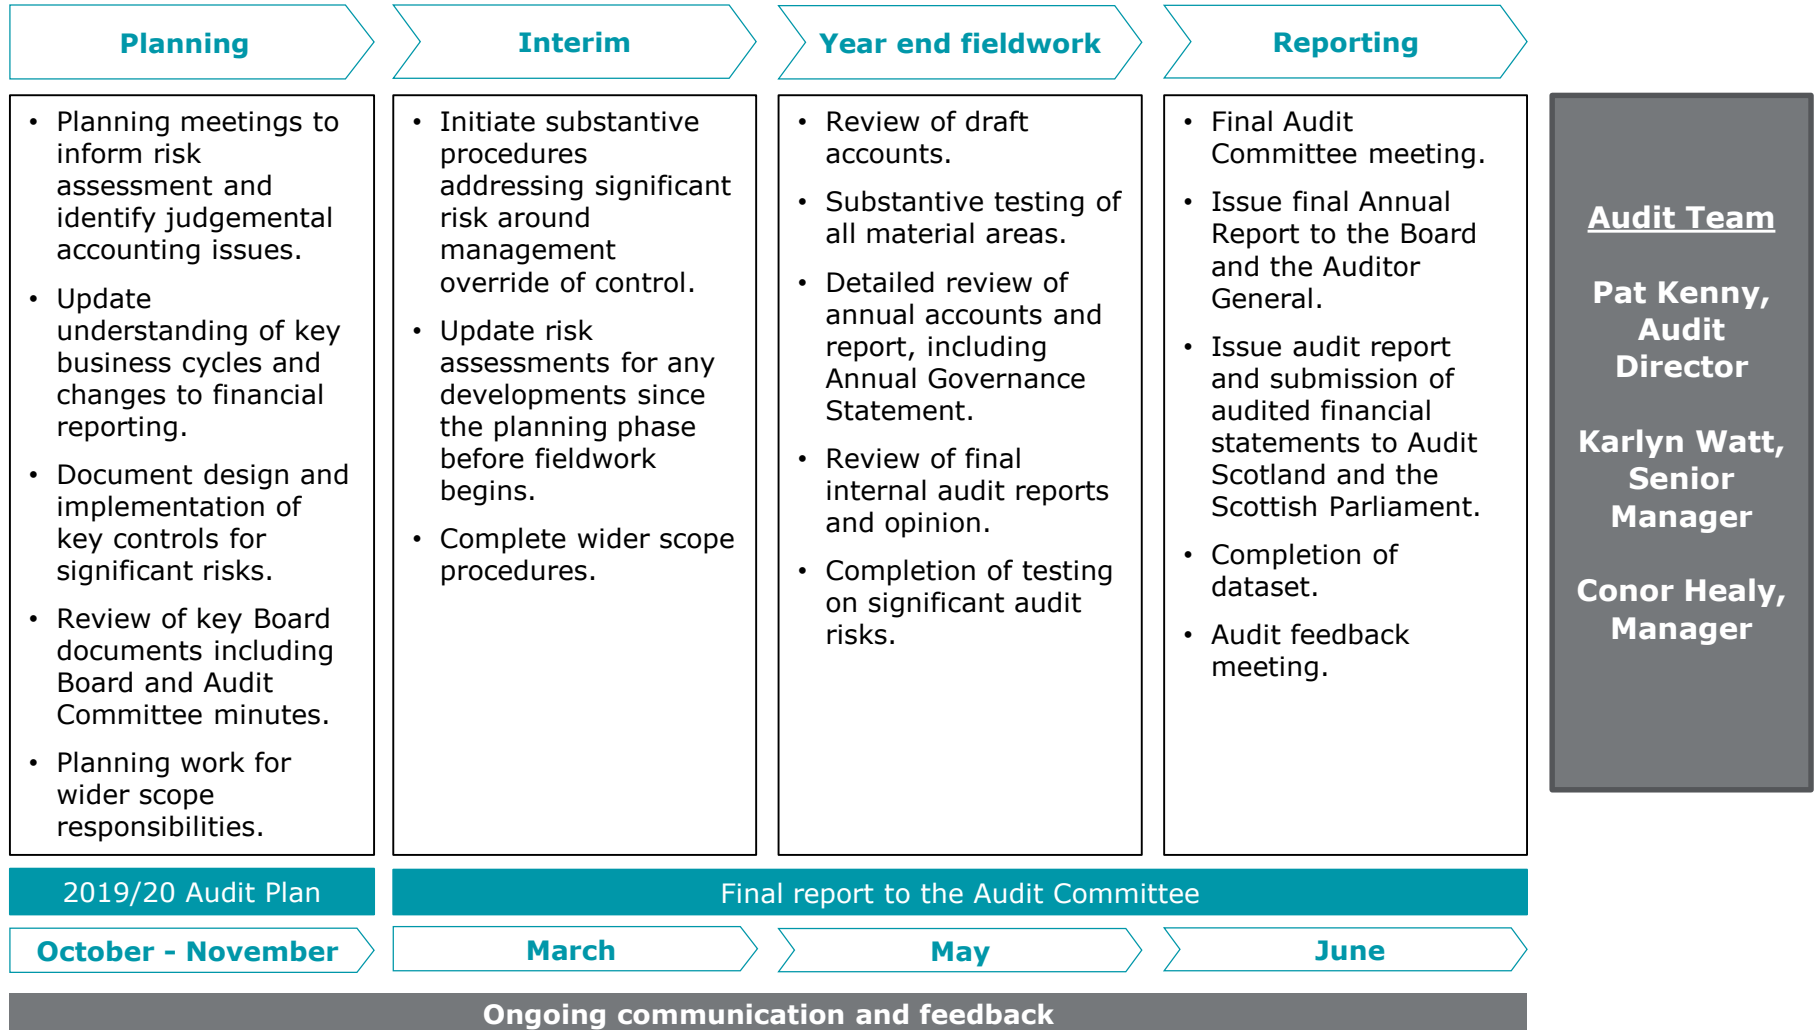 Planning
Interim
Year end fieldwork
Reporting
• Planning meetings to
inform risk
assessment and
identify judgemental
accounting issues.
• Update
understanding of key
business cycles and
changes to financial
reporting.
• Document design and
implementation of
key controls for
significant risks.
• Review of key Board
documents including
Board and Audit
Committee minutes.
• Planning work for
wider scope
responsibilities.
• Initiate substantive
procedures
addressing significant
risk around
management
override of control.
• Update risk
assessments for any
developments since
the planning phase
before fieldwork
begins.
• Complete wider scope
procedures.
• Review of draft
accounts.
• Substantive testing of
all material areas.
• Detailed review of
annual accounts and
report, including
Annual Governance
Statement.
• Review of final
internal audit reports
and opinion.
• Completion of testing
on significant audit
risks.
• Final Audit
Committee meeting.
• Issue final Annual
Report to the Board
and the Auditor
General.
• Issue audit report
and submission of
audited financial
statements to Audit
Scotland and the
Scottish Parliament.
• Completion of
dataset.
• Audit feedback
meeting.
Audit Team
Pat Kenny,
Audit
Director
Karlyn Watt,
Senior
Manager
Conor Healy,
Manager
2019/20 Audit Plan
Final report to the Audit Committee
October - November
March
May
June
Ongoing communication and feedback